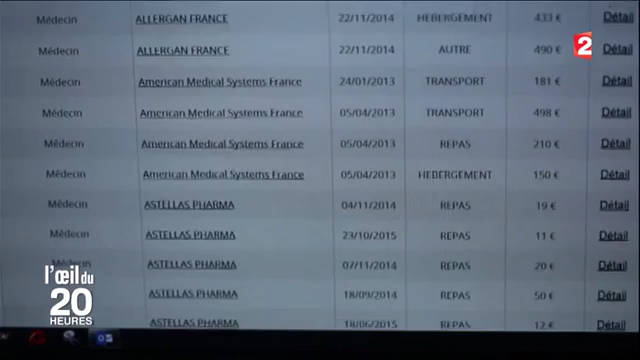 Médecin ALLERGAN FRANCE 22/11/2014 HEBERGEMENT 433 € Détail
Médecin ALLERGAN FRANCE 22/11/2014 AUTRE 490 € Détail
2
Médecin American Medical Systems France 24/01/2013 TRANSPORT 181 € Détail
Médecin American Medical Systems France 05/04/2013 TRANSPORT 498 € Détail
Médecin American Medical Systems France 05/04/2013 REPAS 210 € Détail
Médecin American Medical Systems France 05/04/2013 HEBERGEMENT 150 € Détail
Médecin ASTELLAS PHARMA 04/11/2014 REPAS 19 € Détail
Médecin ASTELLAS PHARMA 23/10/2015 REPAS 11 € Détail
Médecin ASTELLAS PHARMA 07/11/2014 REPAS 20 € Détail
ASTELLAS PHARMA 18/09/2014 REPAS 50 € Détail
ASTELLAS PHARMA 18/06/2015 REPAS 12 € Détail
l'œil du
20
HEURES